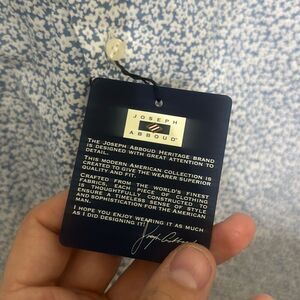 JOSEPH
ABBOUD
THE JOSEPH ABBOUD HERITAGE BRAND
IS DESIGNED WITH GREAT ATTENTION TO
DETAIL.
THIS MODERN AMERICAN COLLECTION IS
CREATED TO GIVE THE WEARER SUPERIOR
QUALITY AND FIT.
CRAFTED FROM THE WORLD'S FINEST
FABRICS, EACH PIECE OF CLOTHING
IS THOUGHTFULLY CONSTRUCTED TO
ENSURE A TIMELESS SENSE OF STYLE
AND SOPHISTICATION FOR THE AMERICAN
MAN.
I HOPE YOU ENJOY WEARING IT AS MUCH
AS I DID DESIGNING IT!
Joseph Abboud